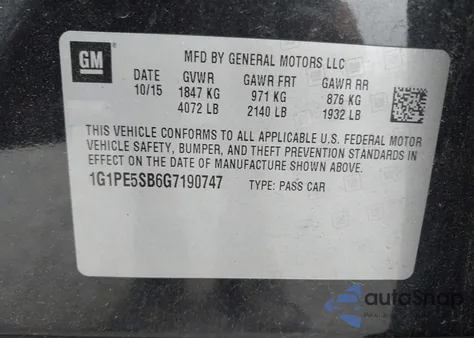 GM
MFD BY GENERAL MOTORS LLC
DATE GVWR GAWR FRT GAWR RR
10/15 1847 KG 971 KG 876 KG
4072 LB 2140 LB 1932 LB
THIS VEHICLE CONFORMS TO ALL APPLICABLE U.S. FEDERAL MOTOR
VEHICLE SAFETY, BUMPER, AND THEFT PREVENTION STANDARDS IN
EFFECT ON THE DATE OF MANUFACTURE SHOWN ABOVE.
1G1PE5SB6G7190747 TYPE: PASS CAR
autoSnap